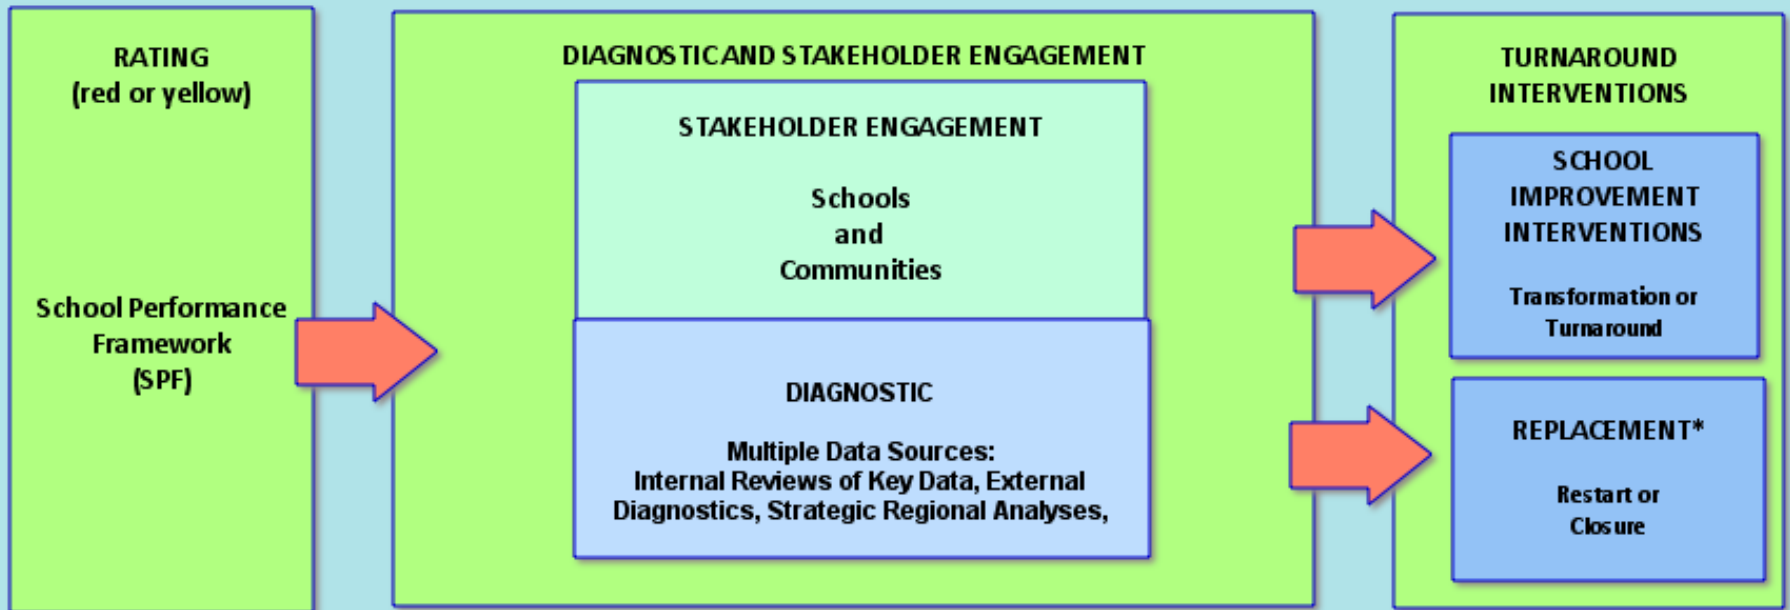 RATING
(red or yellow)
School Performance
Framework
(SPF)
DIAGNOSTIC AND STAKEHOLDER ENGAGEMENT
STAKEHOLDER ENGAGEMENT
Schools
and
Communities
DIAGNOSTIC
Multiple Data Sources:
Internal Reviews of Key Data, External
Diagnostics, Strategic Regional Analyses,
TURNAROUND
INTERVENTIONS
SCHOOL
IMPROVEMENT
INTERVENTIONS
Transformation or
Turnaround
REPLACEMENT*
Restart or
Closure